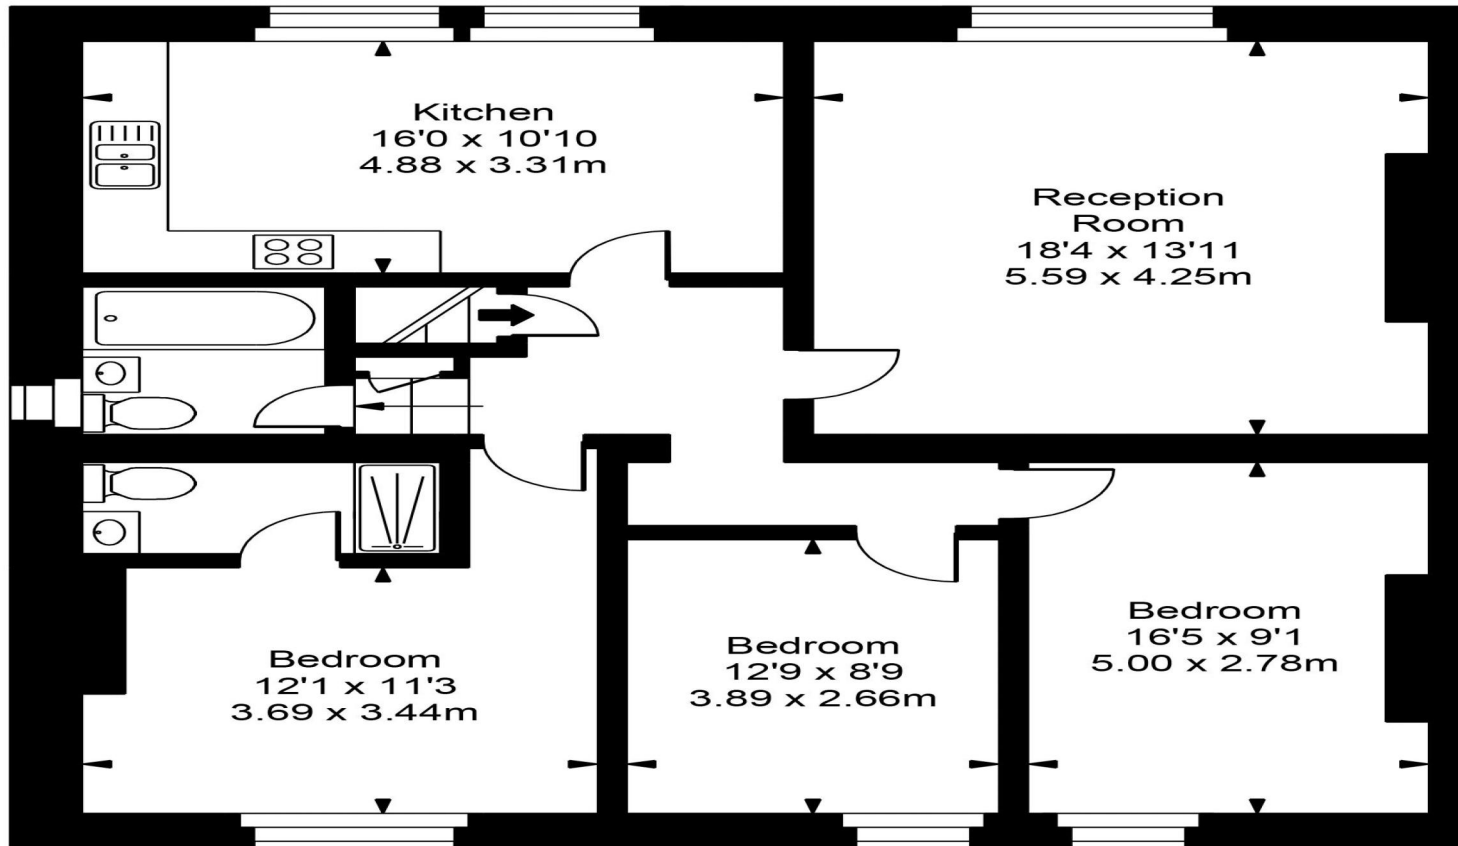 Kitchen
16'0 x 10'10
4.88 x 3.31m
Reception
Room
18'4 x 13'11
5.59 x 4.25m
Bedroom
12'1 x 11'3
3.69 x 3.44m
Bedroom
12'9 x 8'9
3.89 x 2.66m
Bedroom
16'5 x 9'1
5.00 x 2.78m